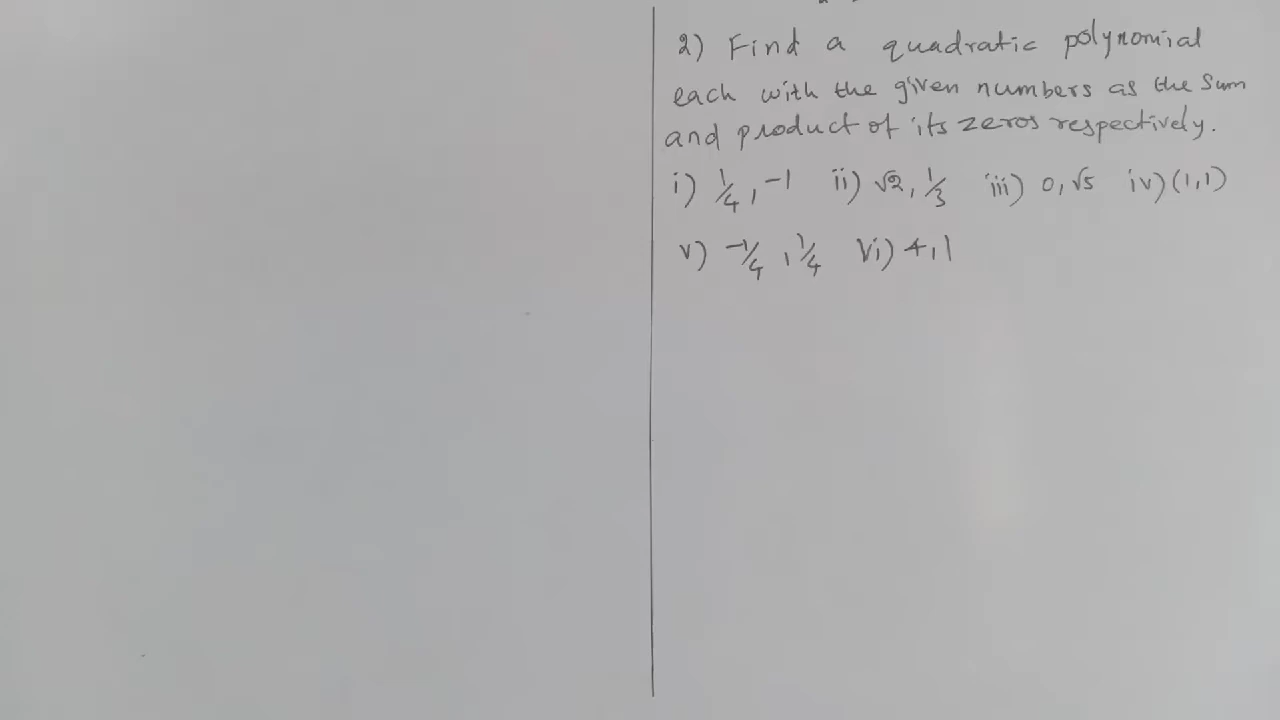 2) Find a quadratic polynomial
each with the given numbers as the sum
and product of its zeros respectively.
i) 1/4, -1 ii) √2, 1/3 iii) 0, √5 iv) (1,1)
v) -1/4, 1/4 vi) 4, 1